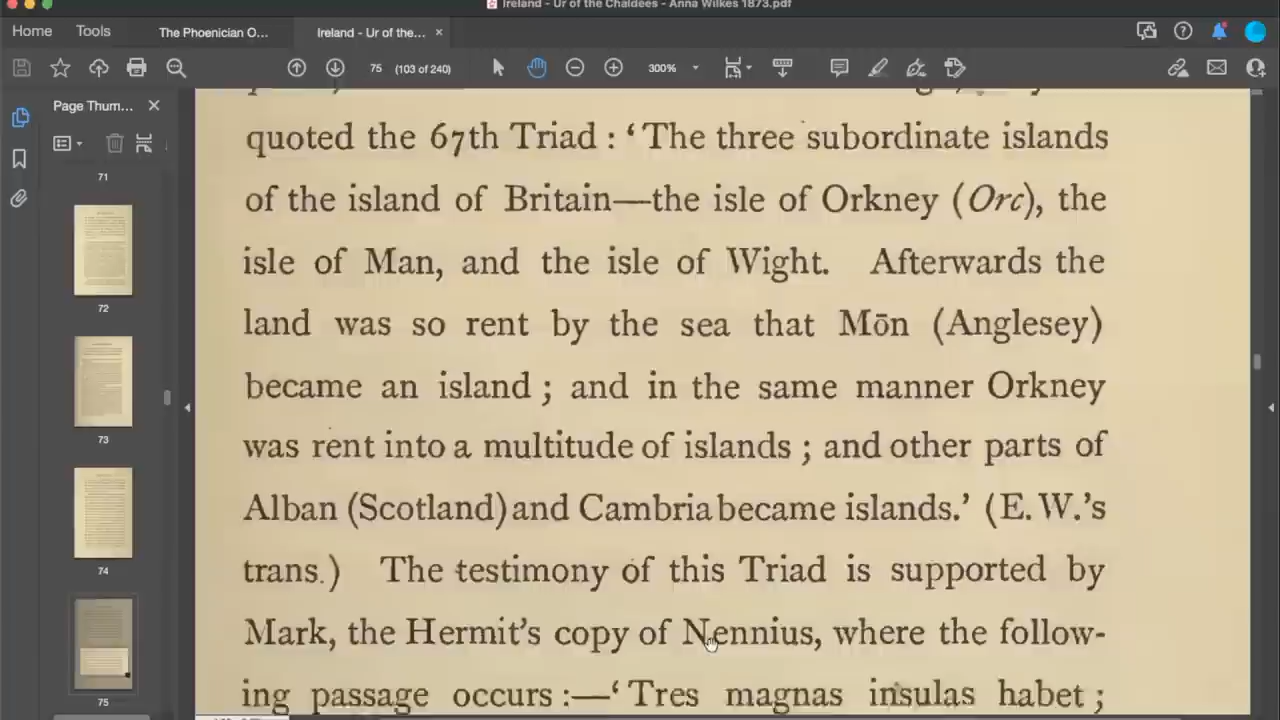 Ireland - Ur of the Chaldees - Anna Wilkes 1873.pdf
Home
Tools
The Phoenician O...
Ireland - Ur of the...
75
(103 of 240)
300%
Page Thum...
71
72
73
74
75
quoted the 67th Triad : ‘ The three subordinate islands
of the island of Britain—the isle of Orkney (Orc), the
isle of Man, and the isle of Wight. Afterwards the
land was so rent by the sea that Mōn (Anglesey)
became an island ; and in the same manner Orkney
was rent into a multitude of islands ; and other parts of
Alban (Scotland) and Cambria became islands.’ (E. W.’s
trans.) The testimony of this Triad is supported by
Mark, the Hermit’s copy of Nennius, where the follow-
ing passage occurs :—‘ Tres magnas insulas habet ;